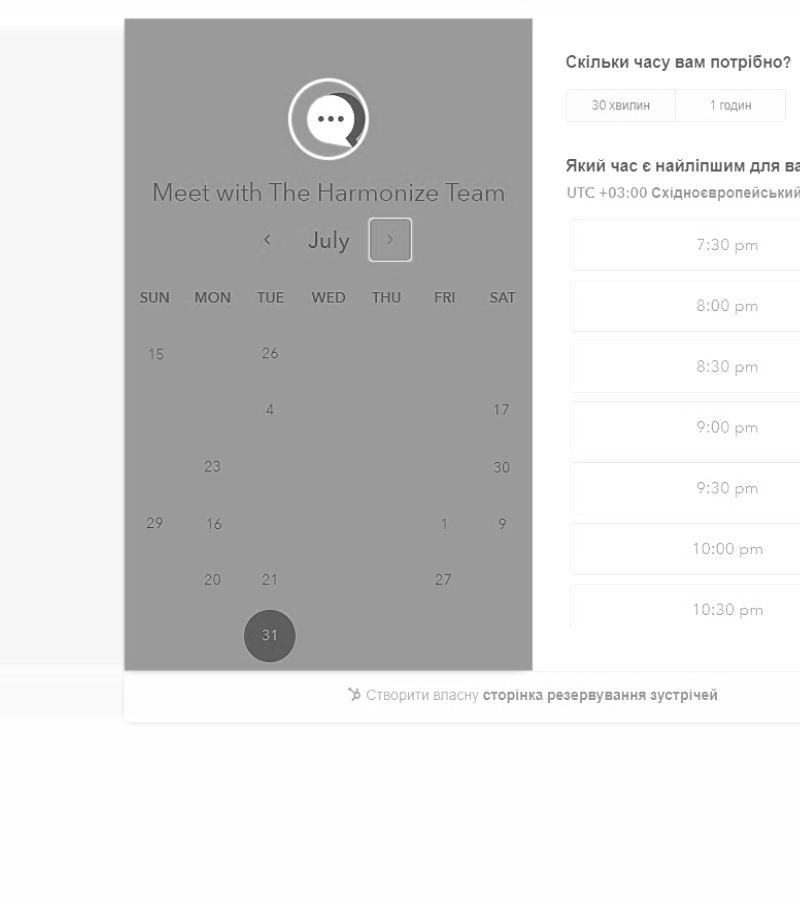 Meet with The Harmonize Team
July
SUN MON TUE WED THU FRI SAT
15 26
4 17
23 30
29 16 1 9
20 21 27
31
Скільки часу вам потрібно?
30 хвилин 1 годин
Який час є найліпшим для
UTC +03:00 Східноєвропейський
7:30 pm
8:00 pm
8:30 pm
9:00 pm
9:30 pm
10:00 pm
10:30 pm
Створити власну сторінка резервування зустрічей